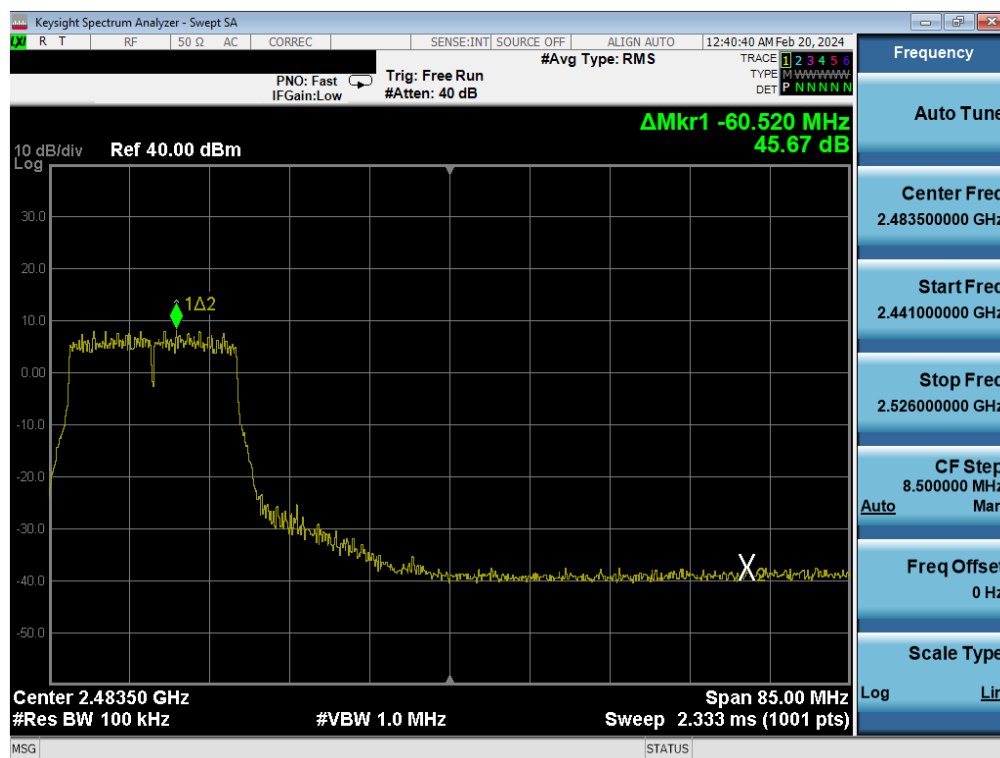 Keysight Spectrum Analyzer - Swept SA
LXI R T RF 50 Ω AC CORREC SENSE:INT SOURCE OFF ALIGN AUTO 12:40:40 AM Feb 20, 2024
#Avg Type: RMS
TRACE 1 2 3 4 5 6
PNO: Fast Trig: Free Run
TYPE M WWWWW
IFGain:Low #Atten: 40 dB
DET P N N N N N
ΔMkr1 -60.520 MHz
45.67 dB
10 dB/div Ref 40.00 dBm
Log
30.0
20.0
1Δ2
10.0
0.00
-10.0
-20.0
-30.0
-40.0
X2
-50.0
Center 2.48350 GHz Span 85.00 MHz
#Res BW 100 kHz #VBW 1.0 MHz Sweep 2.333 ms (1001 pts)
MSG STATUS
Frequency
Auto Tune
Center Freq
2.483500000 GHz
Start Freq
2.441000000 GHz
Stop Freq
2.526000000 GHz
CF Step
8.500000 MHz
Auto Man
Freq Offset
0 Hz
Scale Type
Log Lin